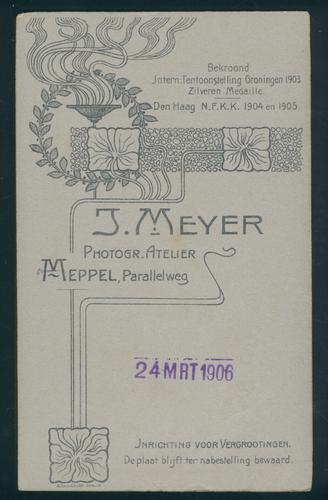 Bekroond
Intern. Tentoonstelling Groningen 1903
Zilveren Medaille.
Den Haag N.F.K.K. 1904 en 1905.
J. MEYER
PHOTOGR. ATELIER
MEPPEL, Parallelweg
24 MRT 1906
INRICHTING VOOR VERGROOTINGEN.
De plaat blijft ter nabestelling bewaard.